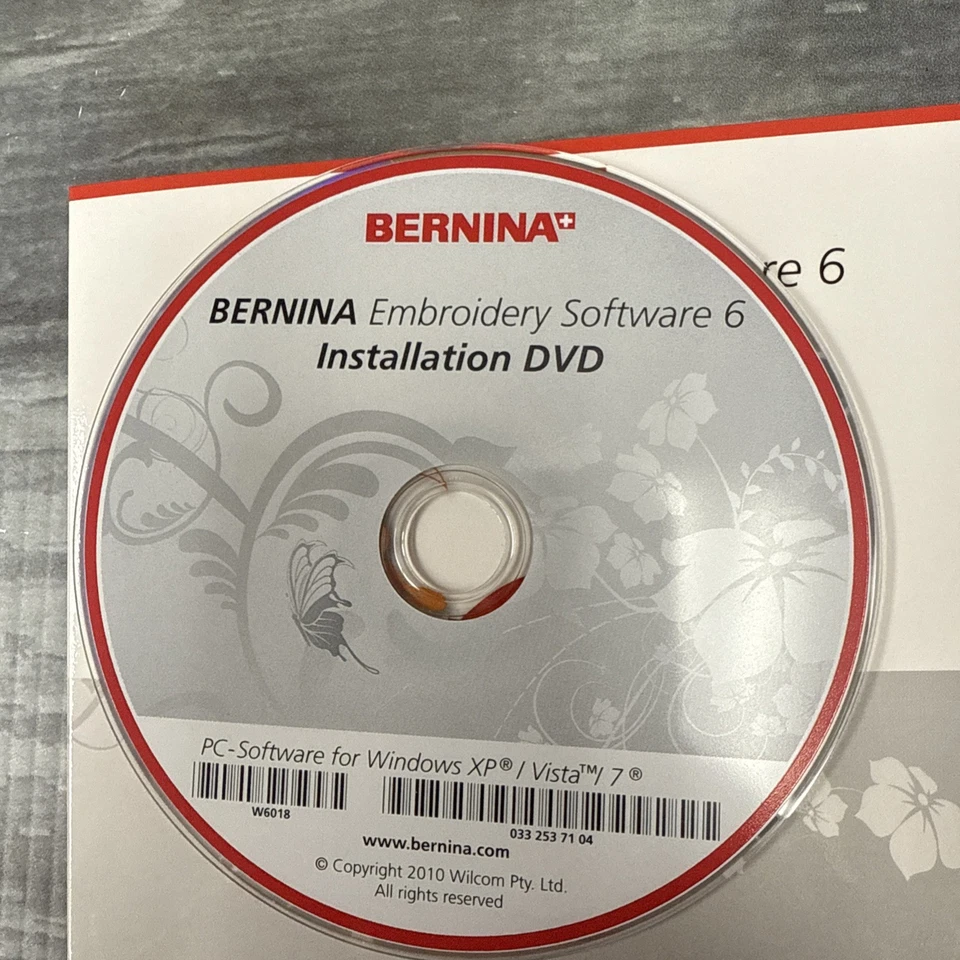 BERNINA
re 6
BERNINA Embroidery Software 6
Installation DVD
PC-Software for Windows XP® / Vista™/ 7 ®
W6018
033 253 71 04
www.bernina.com
© Copyright 2010 Wilcom Pty. Ltd.
All rights reserved